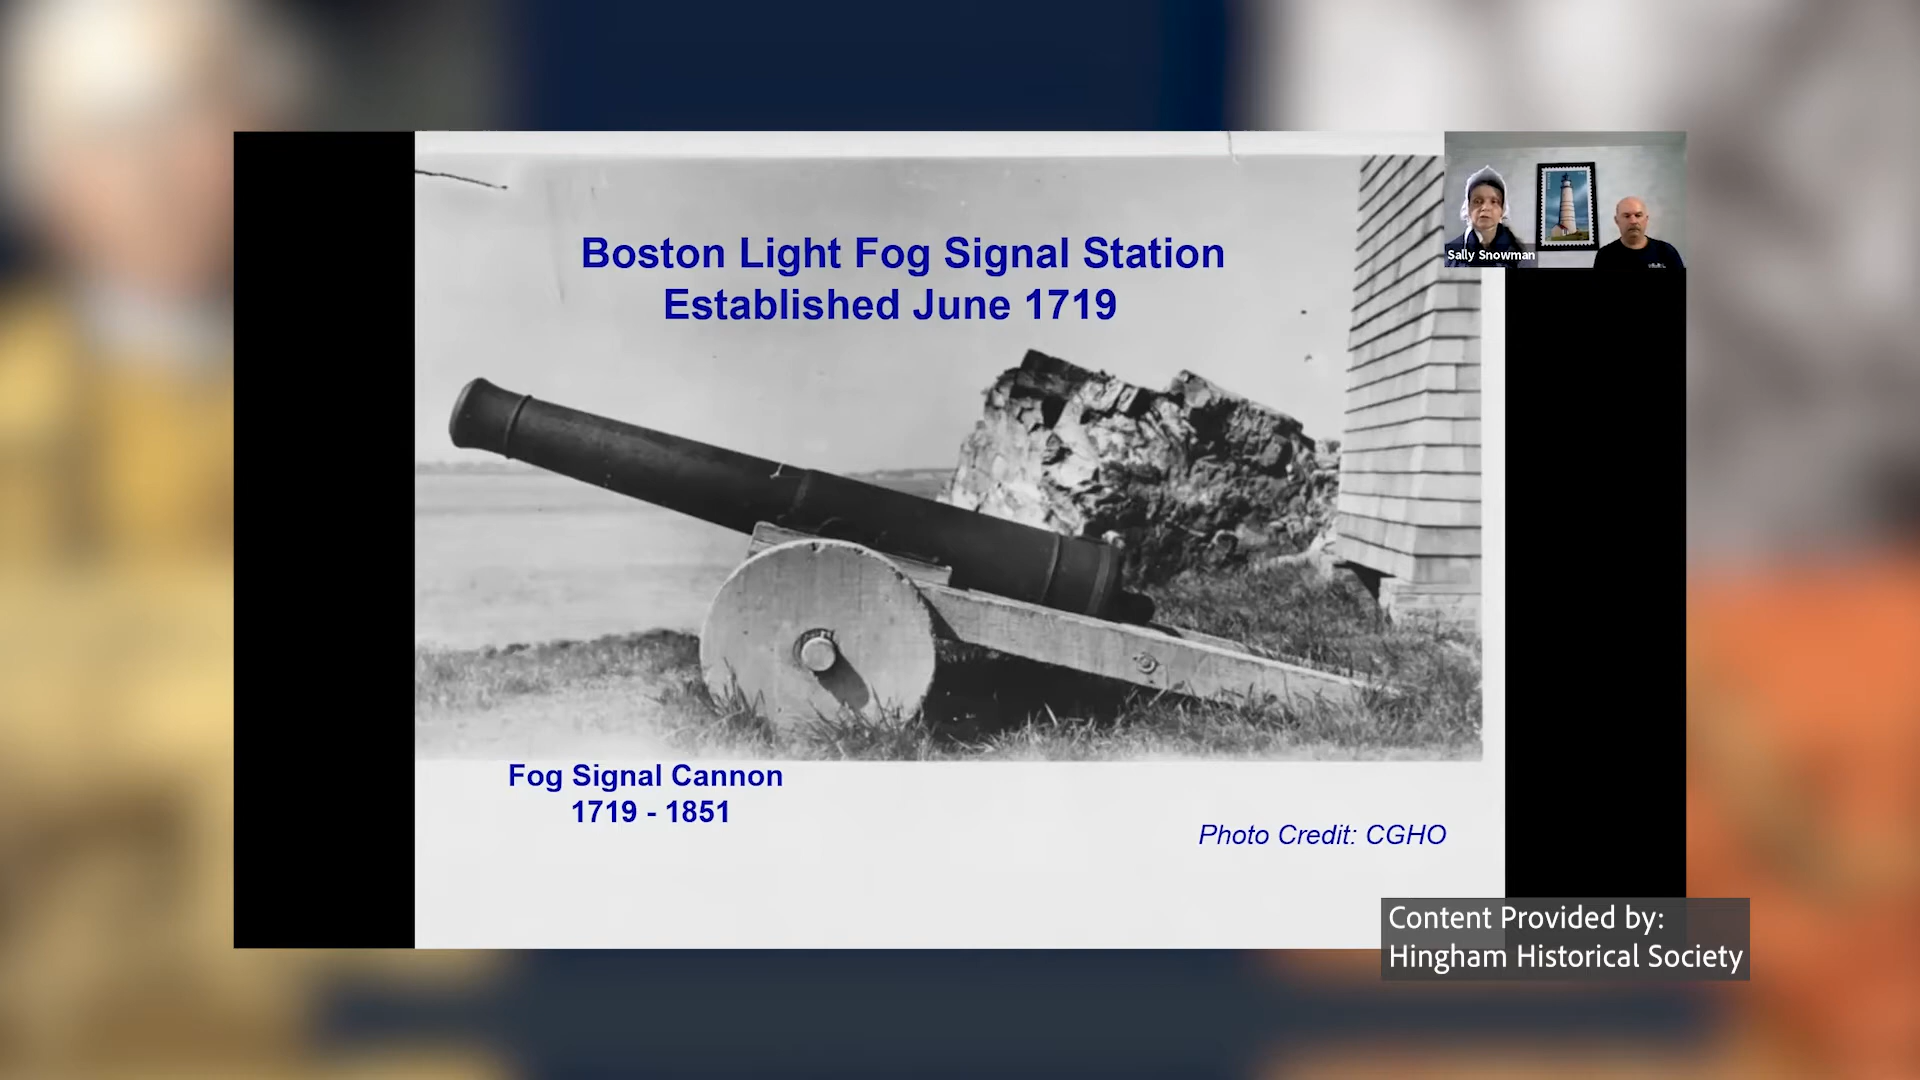 Boston Light Fog Signal Station
Established June 1719
Sally Snowman
Fog Signal Cannon
1719 - 1851
Photo Credit: CGHO
Content Provided by:
Hingham Historical Society